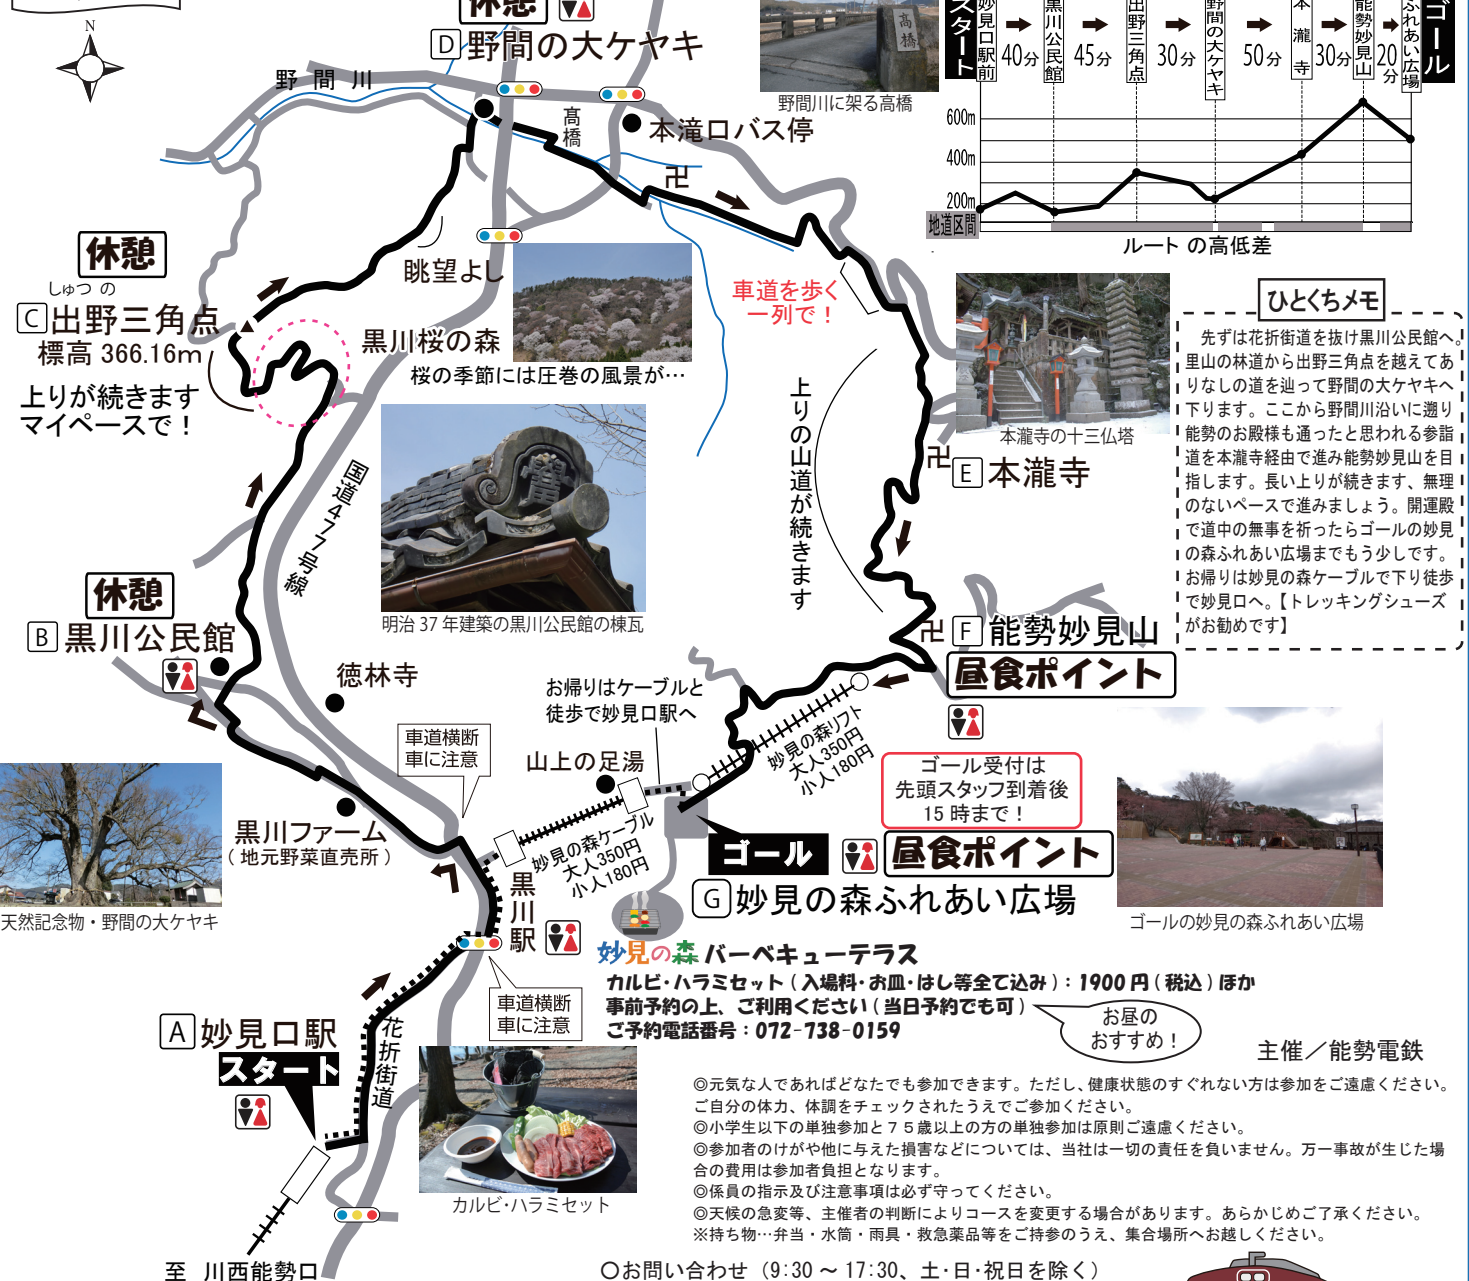 N
休憩
D 野間の大ケヤキ
野間川
髙橋
本滝口バス停
髙橋
野間川に架る高橋
スタート
妙見口駅前
40分
黒川公民館
45分
出野三角点
30分
野間の大ケヤキ
50分
本瀧寺
30分
能勢妙見山
20分
ふれあい広場
ゴール
600m
400m
200m
地道区間
ルート の高低差
休憩
しゅつ の
C 出野三角点
標高 366.16m
上りが続きます
マイペースで！
眺望よし
黒川桜の森
桜の季節には圧巻の風景が…
車道を歩く
一列で！
本瀧寺の十三仏塔
卍
卍
E 本瀧寺
上りの山道が続きます
ひとくちメモ
先ずは花折街道を抜け黒川公民館へ。
里山の林道から出野三角点を越えてあ
りなしの道を辿って野間の大ケヤキへ
下ります。ここから野間川沿いに遡り
能勢のお殿様も通ったと思われる参詣
道を本瀧寺経由で進み能勢妙見山を目
指します。長い上りが続きます、無理
のないペースで進みましょう。開運殿
で道中の無事を祈ったらゴールの妙見
の森ふれあい広場までもう少しです。
お帰りは妙見の森ケーブルで下り徒歩
で妙見口へ。【トレッキングシューズ
がお勧めです】
国道477号線
明治 37 年建築の黒川公民館の棟瓦
休憩
B 黒川公民館
徳林寺
卍
F 能勢妙見山
昼食ポイント
お帰りはケーブルと
徒歩で妙見口駅へ
車道横断
車に注意
山上の足湯
妙見の森リフト
大人350円
小人180円
ゴール受付は
先頭スタッフ到着後
15 時まで！
黒川ファーム
( 地元野菜直売所 )
妙見の森ケーブル
大人350円
小人180円
ゴール
昼食ポイント
G 妙見の森ふれあい広場
ゴールの妙見の森ふれあい広場
天然記念物・野間の大ケヤキ
黒川駅
妙見の森 バーベキューテラス
カルビ・ハラミセット ( 入場料・お皿・はし等全て込み ) : 1900 円 ( 税込 ) ほか
事前予約の上、ご利用ください ( 当日予約でも可 )
ご予約電話番号 : 072-738-0159
お昼の
おすすめ！
車道横断
車に注意
A 妙見口駅
スタート
花折街道
カルビ・ハラミセット
主催／能勢電鉄
◎元気な人であればどなたでも参加できます。ただし、健康状態のすぐれない方は参加をご遠慮ください。
ご自分の体力、体調をチェックされたうえでご参加ください。
◎小学生以下の単独参加と７５歳以上の方の単独参加は原則ご遠慮ください。
◎参加者のけがや他に与えた損害などについては、当社は一切の責任を負いません。万一事故が生じた場
合の費用は参加者負担となります。
◎係員の指示及び注意事項は必ず守ってください。
◎天候の急変等、主催者の判断によりコースを変更する場合があります。あらかじめご了承ください。
※持ち物…弁当・水筒・雨具・救急薬品等をご持参のうえ、集合場所へお越しください。
至 川西能勢口
〇お問い合わせ（9:30 ～ 17:30、土・日・祝日を除く）